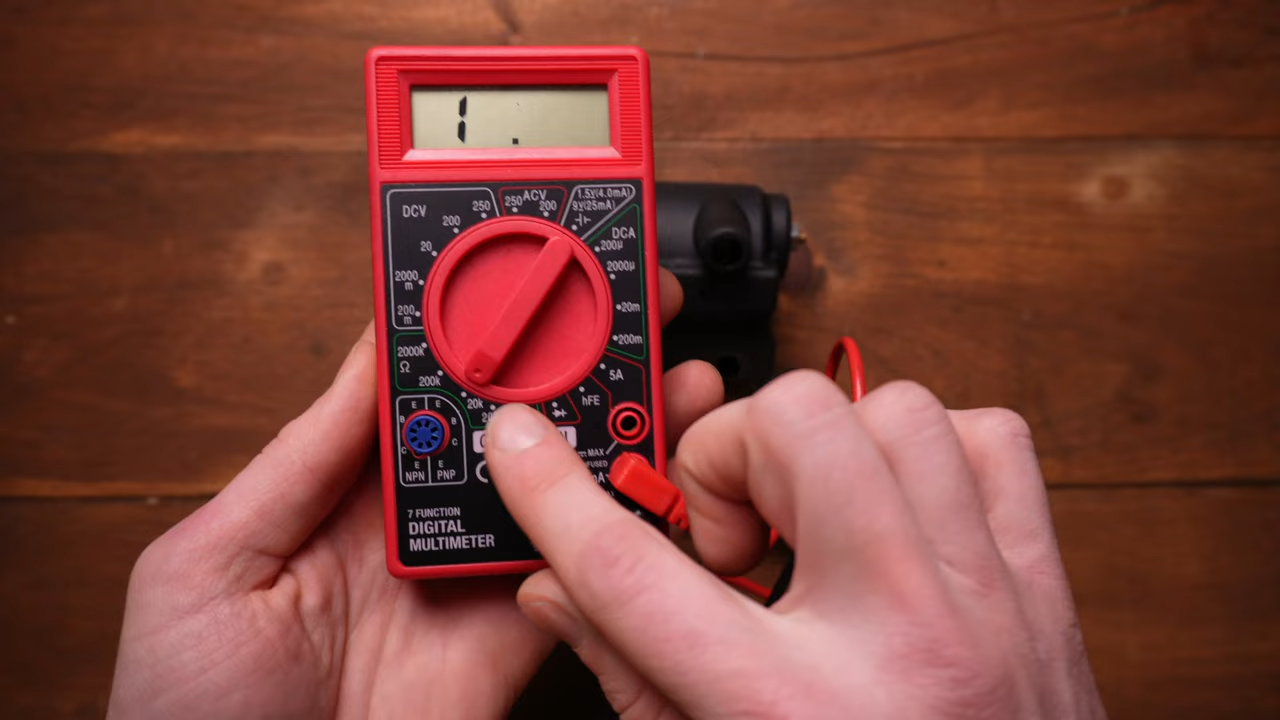 1 .
DCV
250
200
20
2000
m
200
m
ACV
250
200
1.5V(4.0mA)
9V(25mA)
DCA
200µ
2000µ
20m
200m
5A
hFE
2000k
Ω
200k
20k
E E
B B
C C
E E
NPN PNP
MAX
FUSED
7 FUNCTION
DIGITAL
MULTIMETER